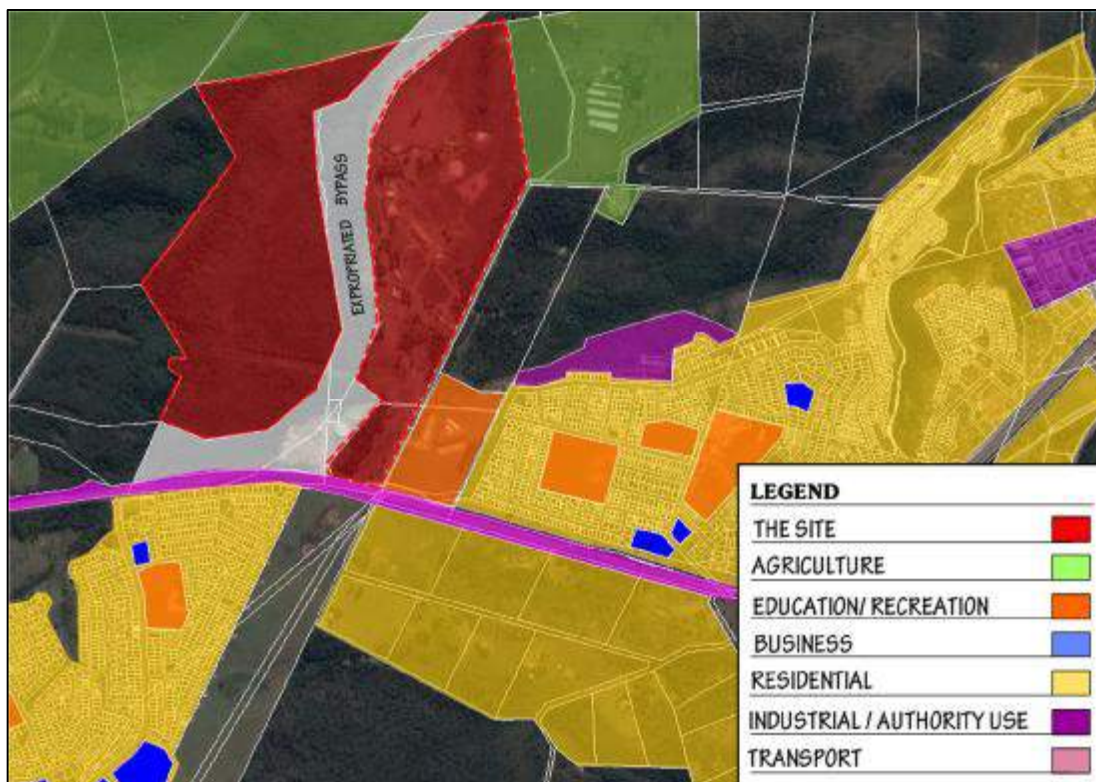 EXPROPRIATED BYPASS
LEGEND
THE SITE
AGRICULTURE
EDUCATION/ RECREATION
BUSINESS
RESIDENTIAL
INDUSTRIAL / AUTHORITY USE
TRANSPORT